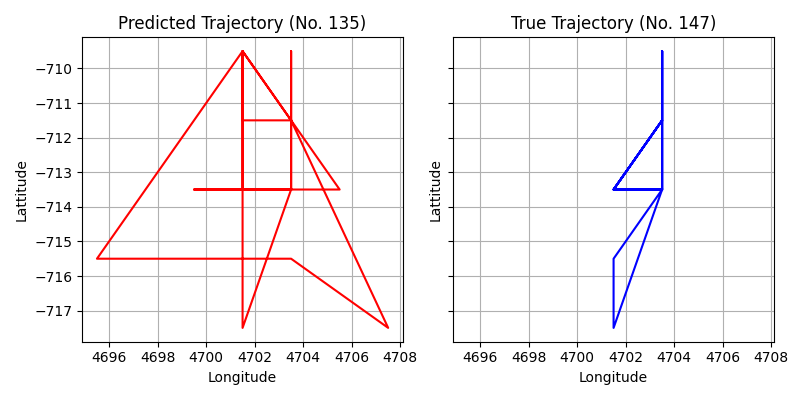 Predicted Trajectory (No. 135)
True Trajectory (No. 147)
Lattitude
−710
−711
−712
−713
−714
−715
−716
−717
Lattitude
4696 4698 4700 4702 4704 4706 4708
4696 4698 4700 4702 4704 4706 4708
Longitude
Longitude